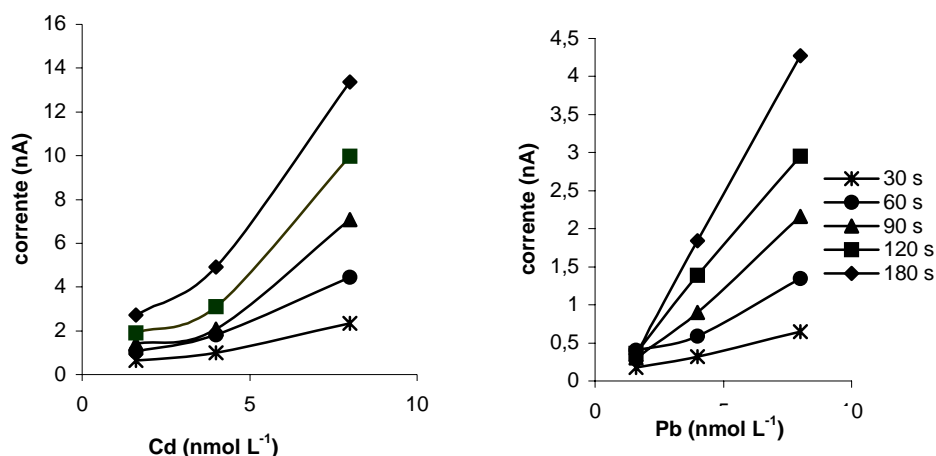 16
14
12
10
8
6
4
2
0
corrente (nA)
0
5
10
Cd (nmol L⁻¹)
4,5
4
3,5
3
2,5
2
1,5
1
0,5
0
corrente (nA)
0
5
10
Pb (nmol L⁻¹)
30 s
60 s
90 s
120 s
180 s